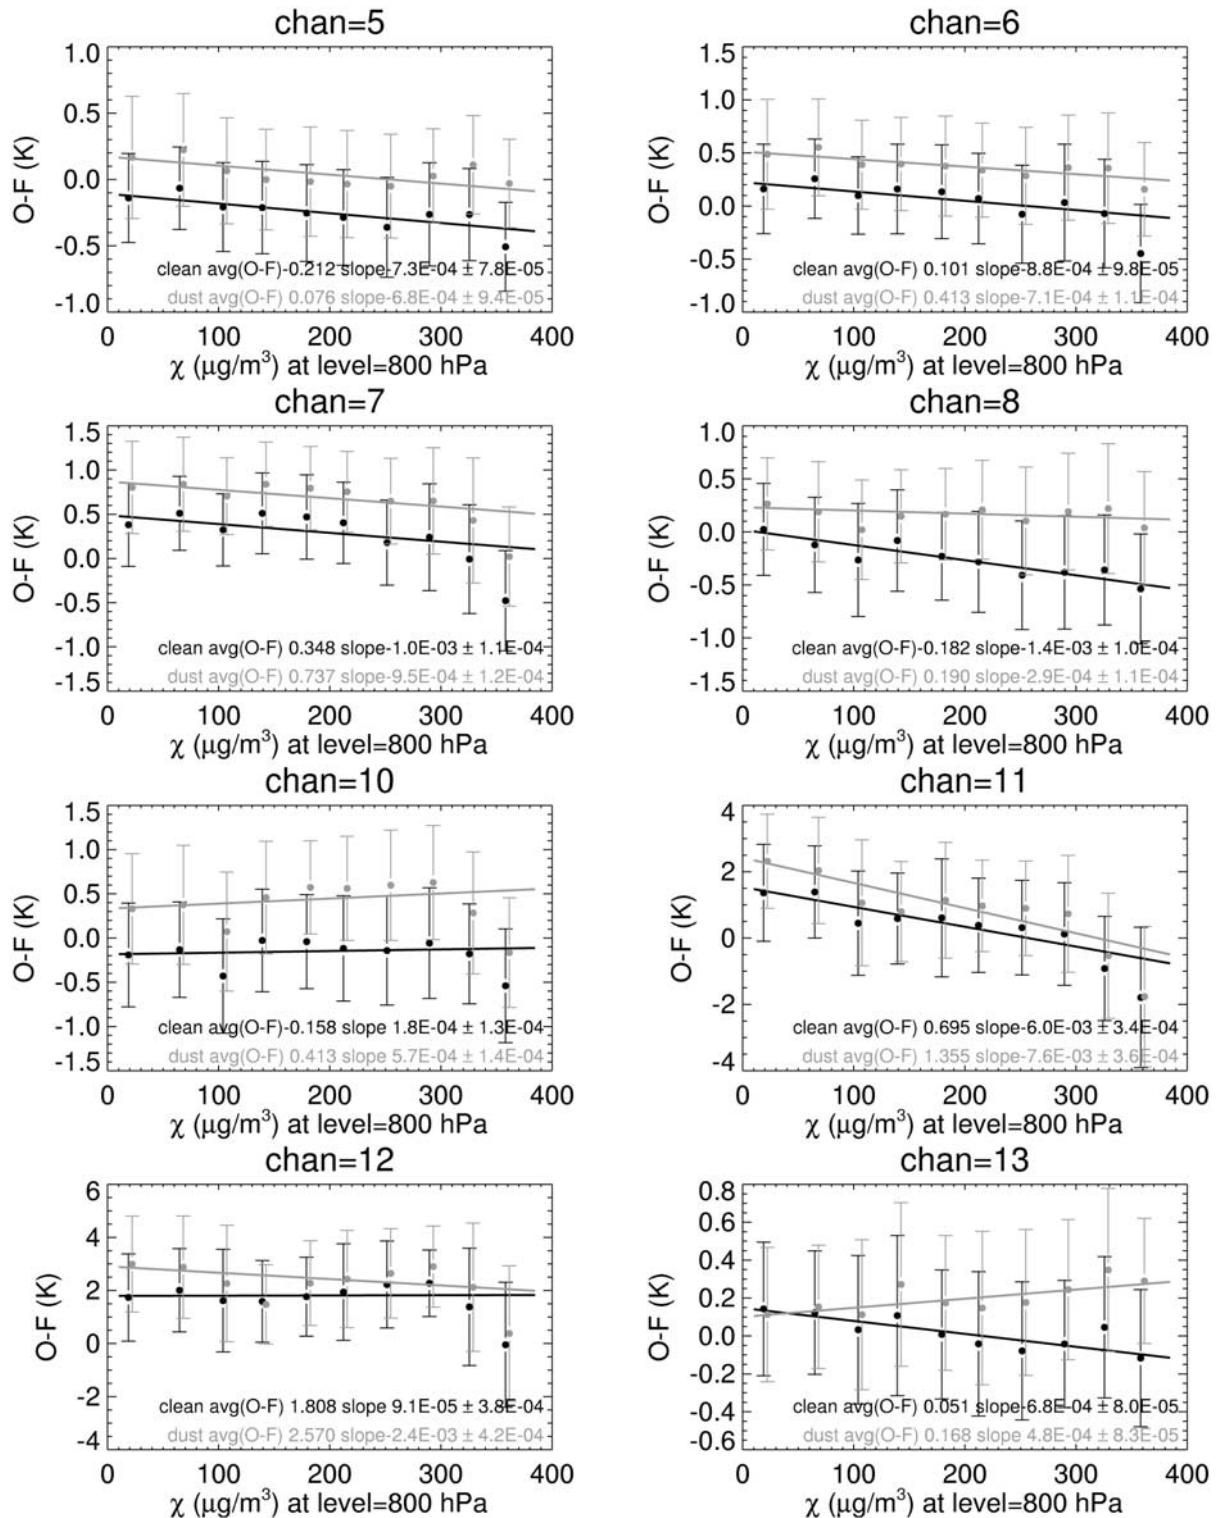 chan=5
chan=6
1.0
0.5
0.0
-0.5
-1.0
O-F (K)
clean avg(O-F)-0.212 slope-7.3E-04 ± 7.8E-05
dust avg(O-F) 0.076 slope-6.8E-04 ± 9.4E-05
0 100 200 300 400
χ (μg/m³) at level=800 hPa
1.5
1.0
0.5
0.0
-0.5
-1.0
O-F (K)
clean avg(O-F) 0.101 slope-8.8E-04 ± 9.8E-05
dust avg(O-F) 0.413 slope-7.1E-04 ± 1.1E-04
0 100 200 300 400
χ (μg/m³) at level=800 hPa
chan=7
chan=8
1.5
1.0
0.5
0.0
-0.5
-1.0
-1.5
O-F (K)
clean avg(O-F) 0.348 slope-1.0E-03 ± 1.1E-04
dust avg(O-F) 0.737 slope-9.5E-04 ± 1.2E-04
0 100 200 300 400
χ (μg/m³) at level=800 hPa
1.0
0.5
0.0
-0.5
-1.0
-1.5
O-F (K)
clean avg(O-F)-0.182 slope-1.4E-03 ± 1.0E-04
dust avg(O-F) 0.190 slope-2.9E-04 ± 1.1E-04
0 100 200 300 400
χ (μg/m³) at level=800 hPa
chan=10
chan=11
1.5
1.0
0.5
0.0
-0.5
-1.0
-1.5
O-F (K)
clean avg(O-F)-0.158 slope 1.8E-04 ± 1.3E-04
dust avg(O-F) 0.413 slope 5.7E-04 ± 1.4E-04
0 100 200 300 400
χ (μg/m³) at level=800 hPa
4
2
0
-2
-4
O-F (K)
clean avg(O-F) 0.695 slope-6.0E-03 ± 3.4E-04
dust avg(O-F) 1.355 slope-7.6E-03 ± 3.6E-04
0 100 200 300 400
χ (μg/m³) at level=800 hPa
chan=12
chan=13
6
4
2
0
-2
-4
O-F (K)
clean avg(O-F) 1.808 slope 9.1E-05 ± 3.8E-04
dust avg(O-F) 2.570 slope-2.4E-03 ± 4.2E-04
0 100 200 300 400
χ (μg/m³) at level=800 hPa
0.8
0.6
0.4
0.2
0.0
-0.2
-0.4
-0.6
O-F (K)
clean avg(O-F) 0.051 slope-6.8E-04 ± 8.0E-05
dust avg(O-F) 0.168 slope 4.8E-04 ± 8.3E-05
0 100 200 300 400
χ (μg/m³) at level=800 hPa